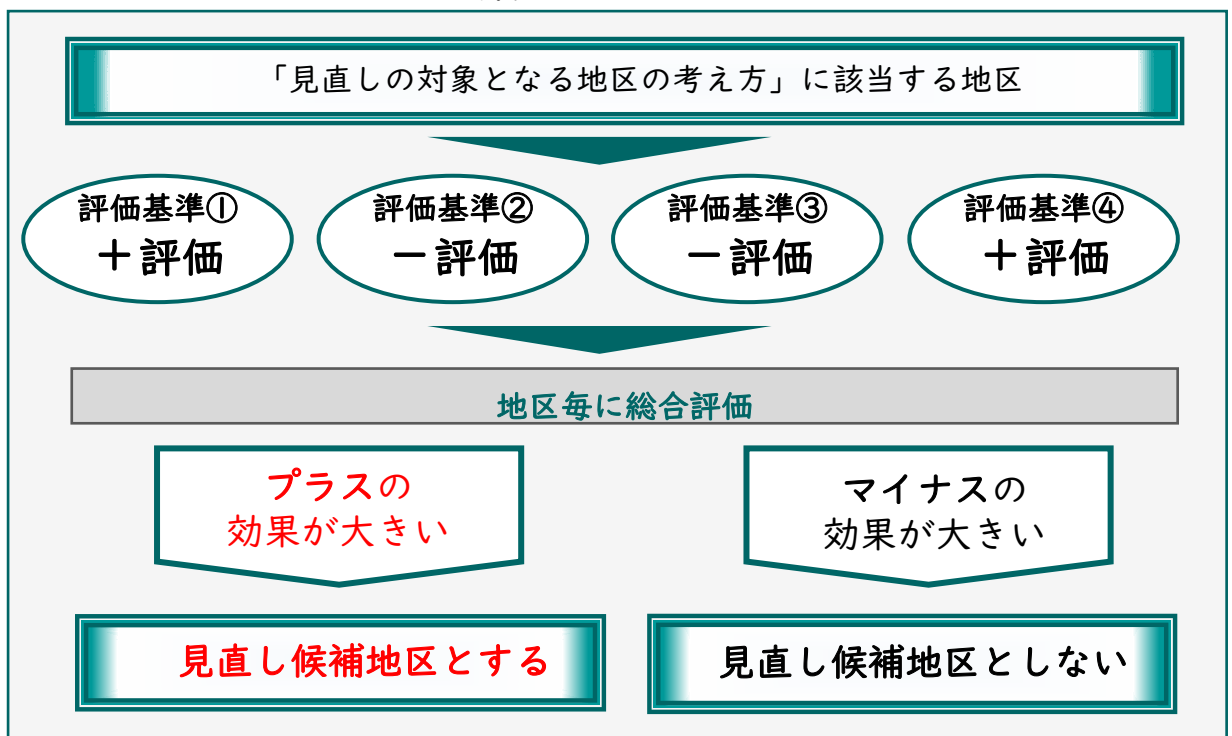 「見直しの対象となる地区の考え方」に該当する地区
評価基準①
＋評価
評価基準②
－評価
評価基準③
－評価
評価基準④
＋評価
地区毎に総合評価
プラスの
効果が大きい
マイナスの
効果が大きい
見直し候補地区とする
見直し候補地区としない